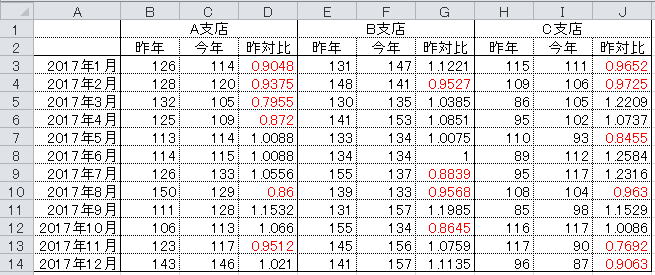 A B C D E F G H I J
1 A支店 B支店 C支店
2 昨年 今年 昨対比 昨年 今年 昨対比 昨年 今年 昨対比
3 2017年1月 126 114 0.9048 131 147 1.1221 115 111 0.9652
4 2017年2月 128 120 0.9375 148 141 0.9527 109 106 0.9725
5 2017年3月 132 105 0.7955 130 135 1.0385 86 105 1.2209
6 2017年4月 125 109 0.872 141 153 1.0851 95 102 1.0737
7 2017年5月 113 114 1.0088 133 134 1.0075 110 93 0.8455
8 2017年6月 114 115 1.0088 134 134 1 89 112 1.2584
9 2017年7月 126 133 1.0556 155 137 0.8839 95 117 1.2316
10 2017年8月 150 129 0.86 139 133 0.9568 108 104 0.963
11 2017年9月 111 128 1.1532 131 157 1.1985 85 98 1.1529
12 2017年10月 106 113 1.066 155 134 0.8645 116 117 1.0086
13 2017年11月 123 117 0.9512 145 156 1.0759 117 90 0.7692
14 2017年12月 143 146 1.021 141 157 1.1135 96 87 0.9063